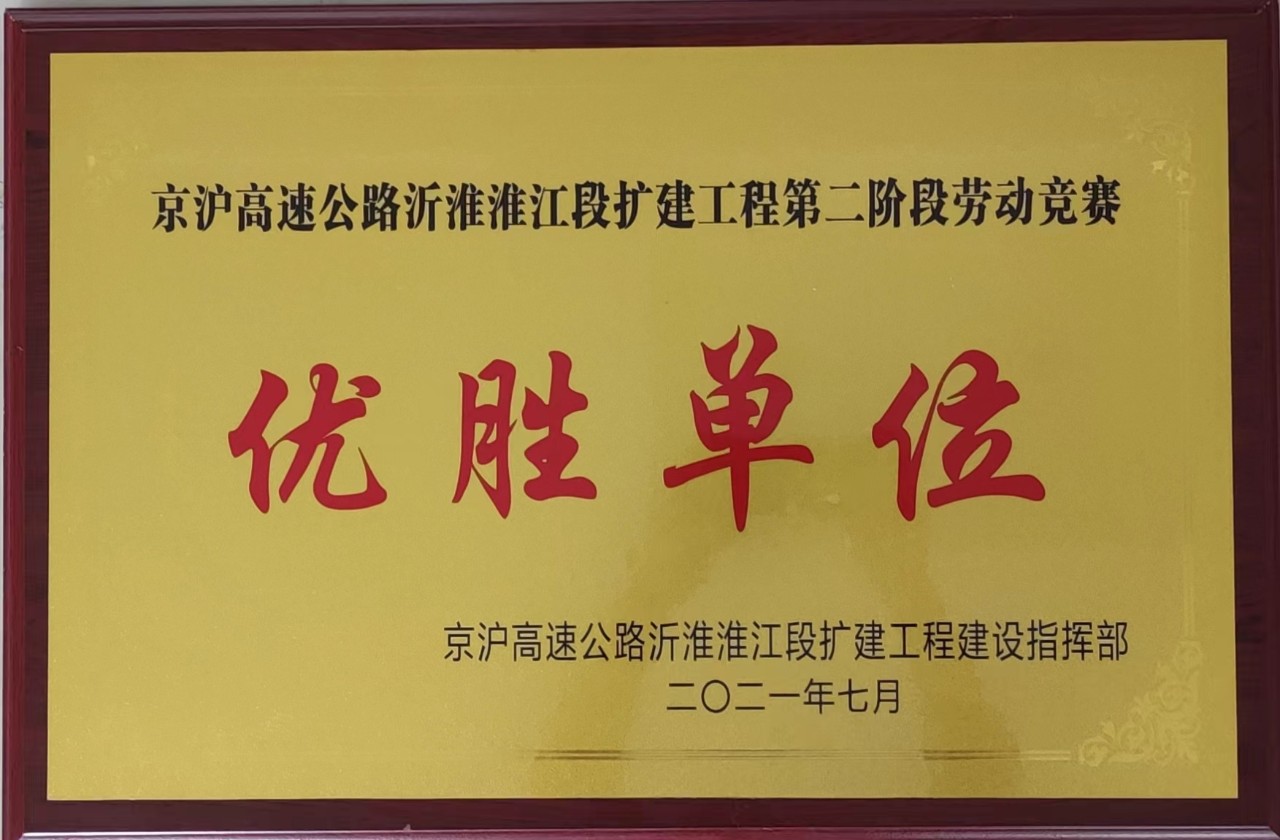 京沪高速公路沂淮淮江段扩建工程第二阶段劳动竞赛
优胜单位
京沪高速公路沂淮淮江段扩建工程建设指挥部
二〇二一年七月